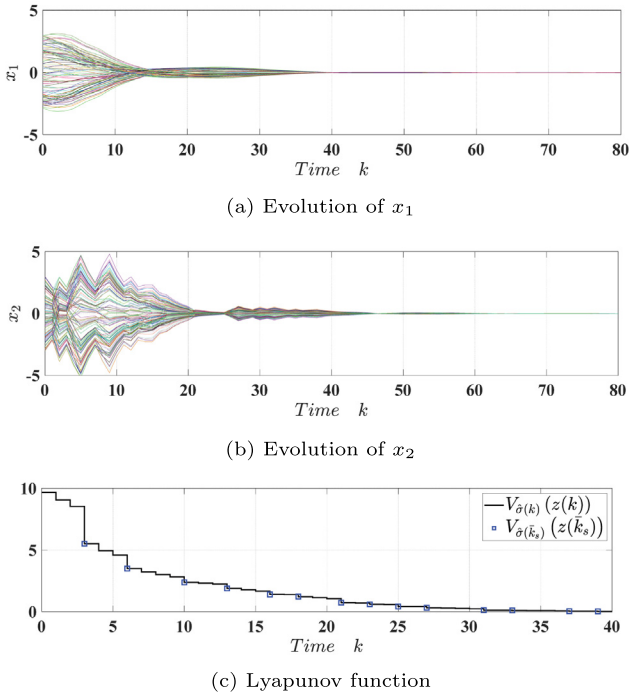 5
x₁
0
-5
0 10 20 30 40 50 60 70 80
Time k
(a) Evolution of x₁
5
x₂
0
-5
0 10 20 30 40 50 60 70 80
Time k
(b) Evolution of x₂
10
V_{σ̂(k)} (z(k))
V_{σ̂(k̄ₛ)} (z(k̄ₛ))
5
0
0 5 10 15 20 25 30 35 40
Time k
(c) Lyapunov function